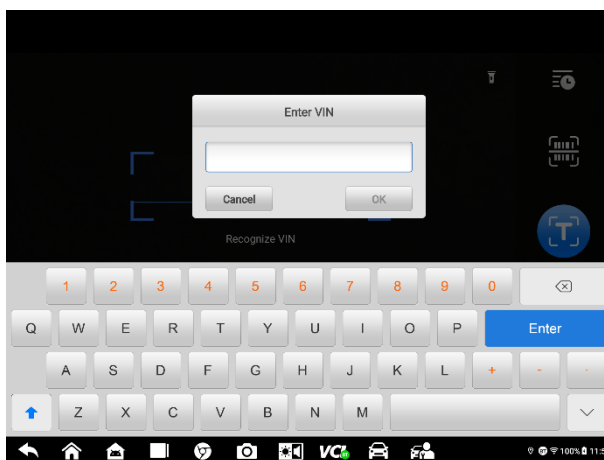 Enter VIN
Cancel
OK
Recognize VIN
T
1 2 3 4 5 6 7 8 9 0
Q W E R T Y U I O P Enter
A S D F G H J K L + - -
Z X C V B N M
VCI 100%